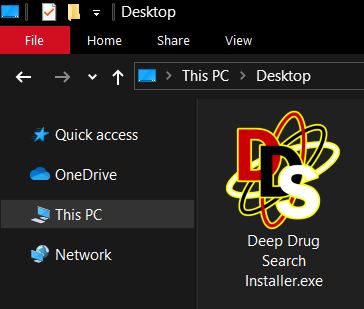 Desktop
File
Home
Share
View
This PC
Desktop
Quick access
OneDrive
This PC
Network
DDS
Deep Drug
Search
Installer.exe